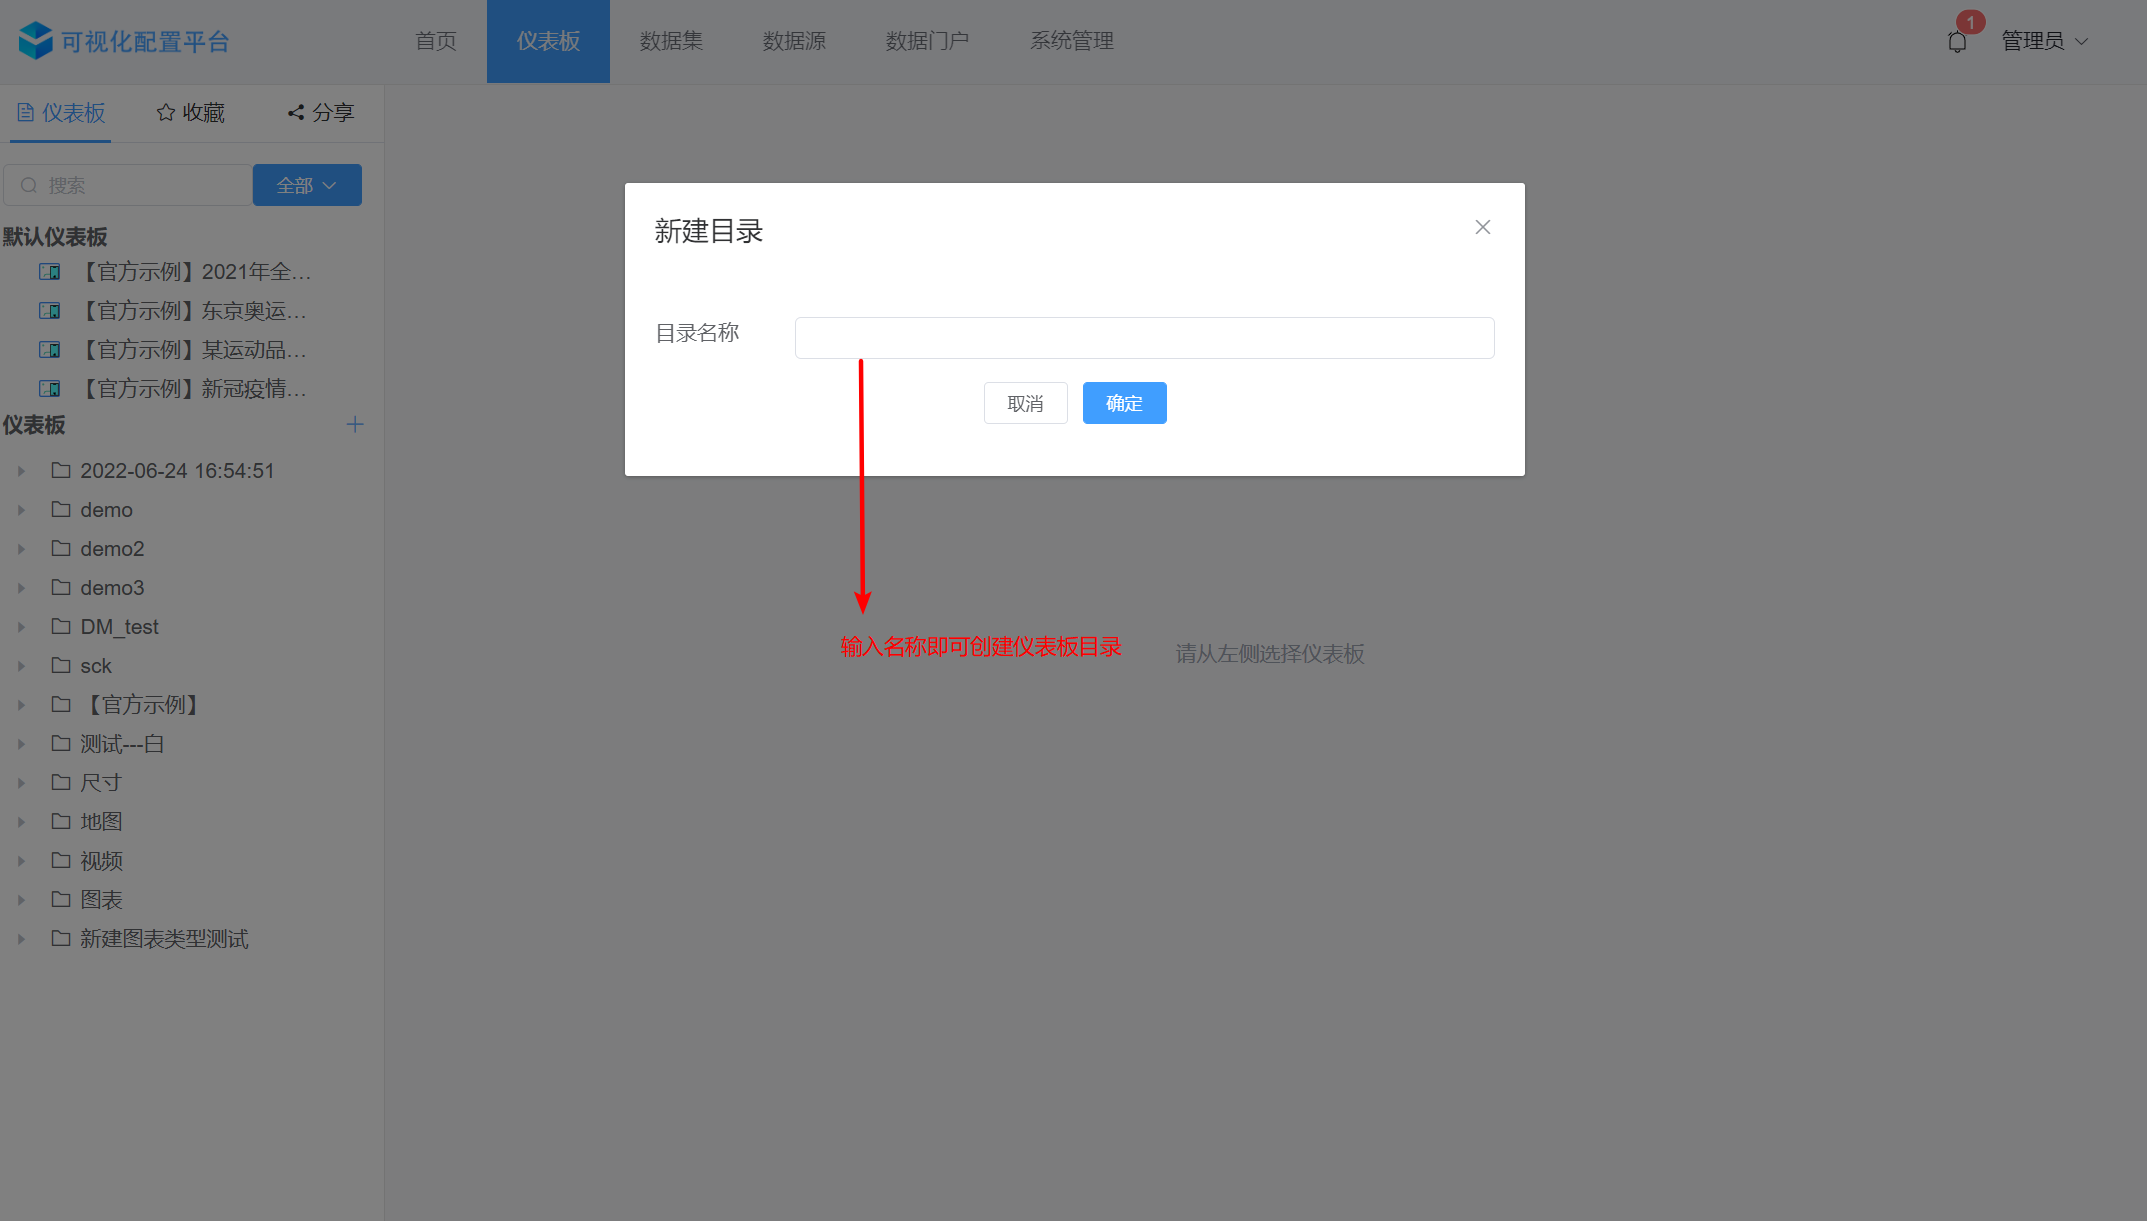 可视化配置平台
首页
仪表板
数据集
数据源
数据门户
系统管理
1
管理员
仪表板
收藏
分享
搜索
全部
默认仪表板
【官方示例】2021年全...
【官方示例】东京奥运...
【官方示例】某运动品...
【官方示例】新冠疫情...
仪表板
2022-06-24 16:54:51
demo
demo2
demo3
DM_test
sck
【官方示例】
测试---白
尺寸
地图
视频
图表
新建图表类型测试
新建目录
目录名称
取消
确定
输入名称即可创建仪表板目录
请从左侧选择仪表板